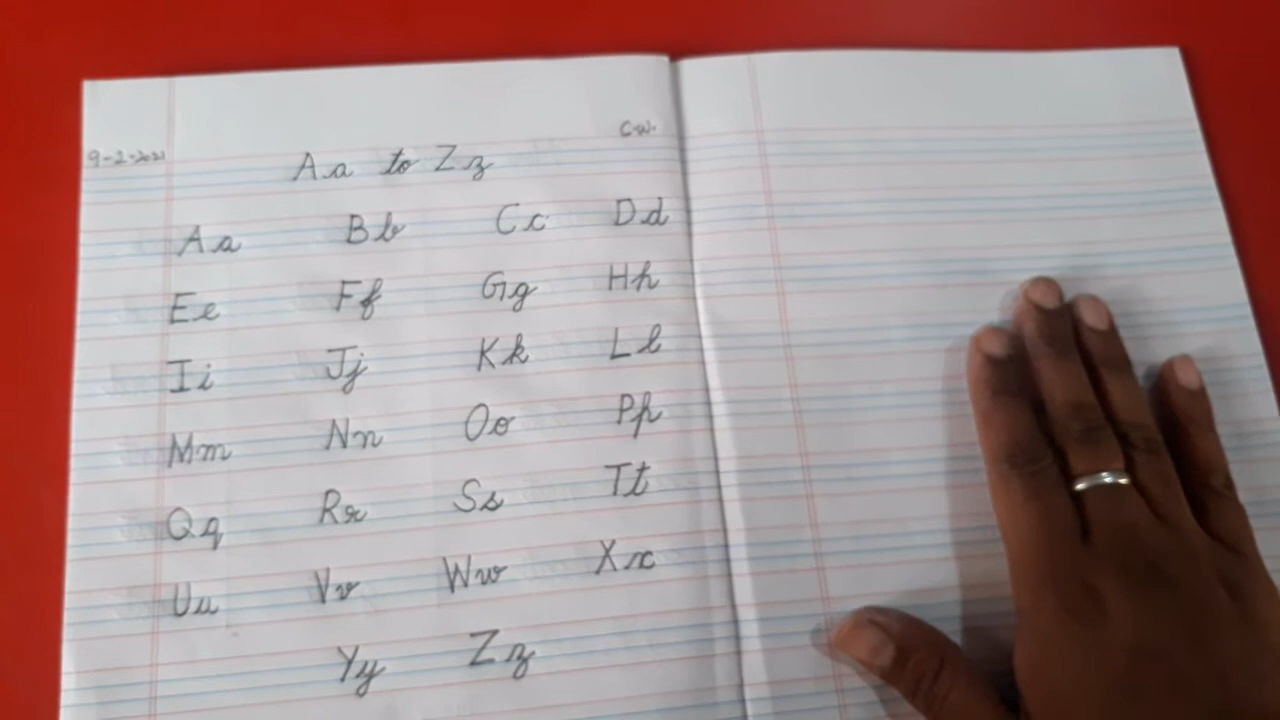 C.W.
9-2-2021
Aa to Zz
Aa Bb Cc Dd
Ee Ff Gg Hh
Ii Jj Kk Ll
Mm Nn Oo Pp
Qq Rr Ss Tt
Uu Vv Ww Xx
Yy Zz